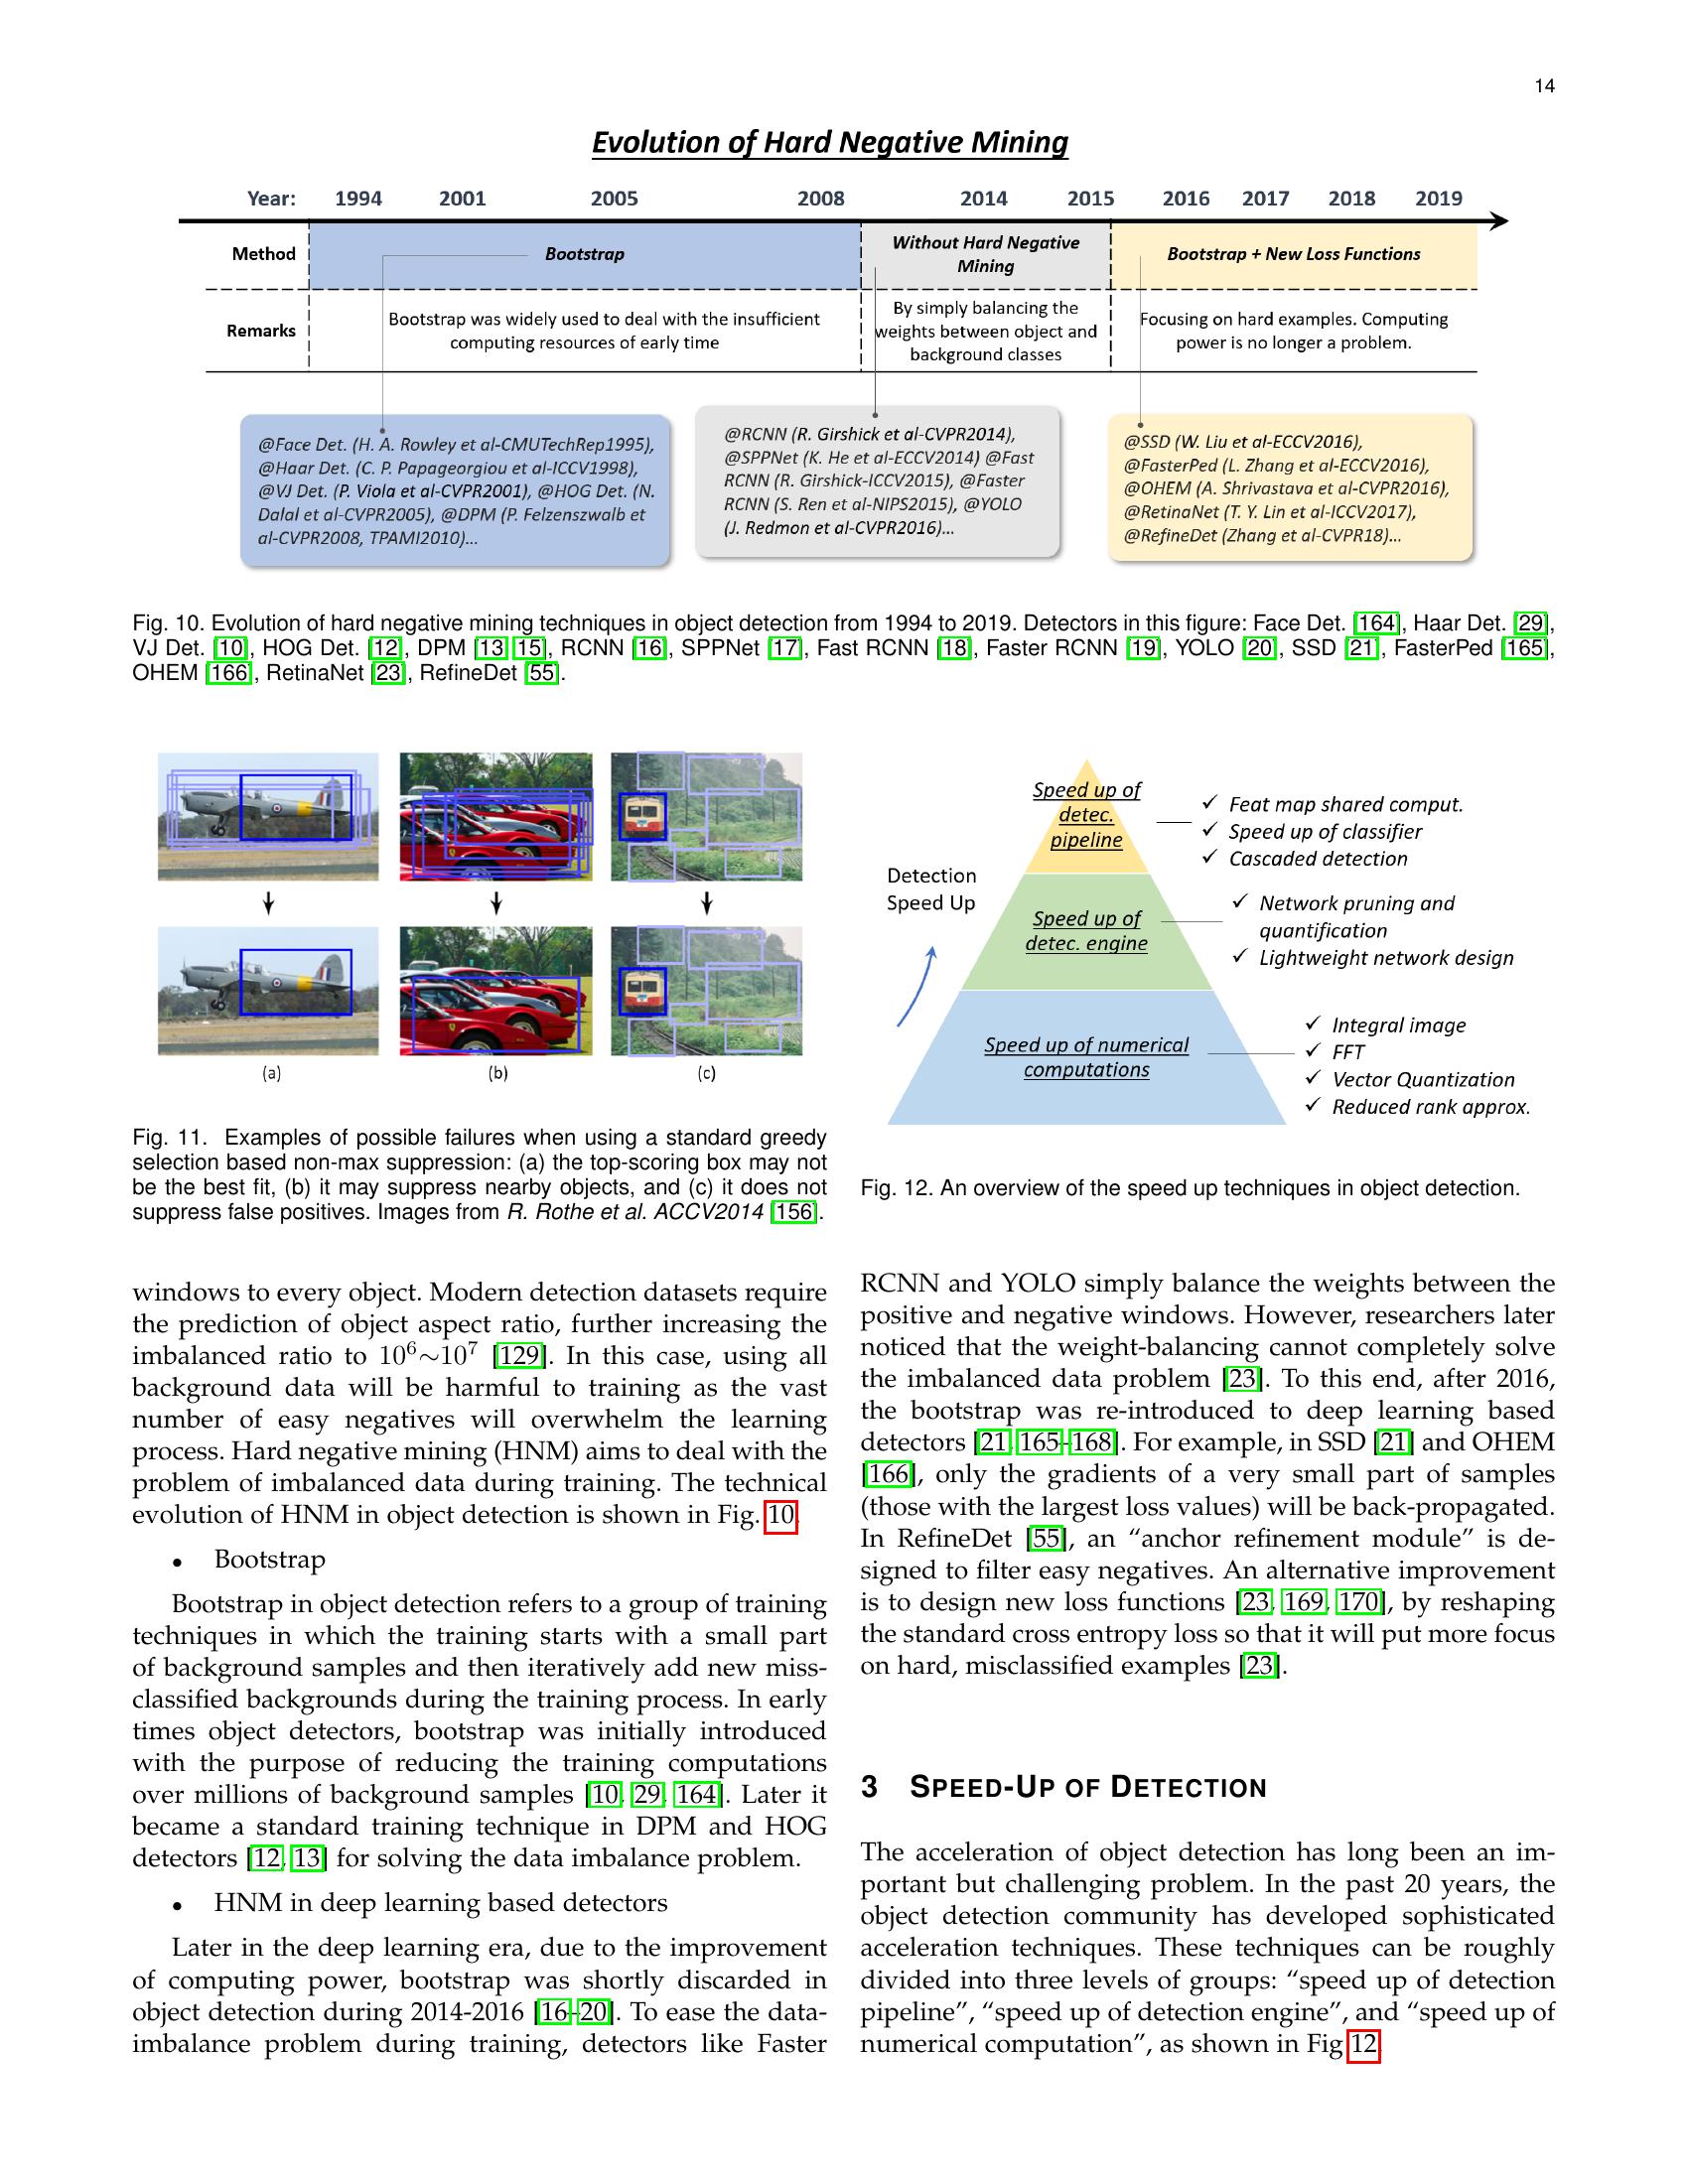 14
Evolution of Hard Negative Mining
Year: 1994 2001 2005 2008 2014 2015 2016 2017 2018 2019
Method
Bootstrap
Without Hard Negative
Mining
Bootstrap + New Loss Functions
Remarks
Bootstrap was widely used to deal with the insufficient
computing resources of early time
By simply balancing the
weights between object and
background classes
Focusing on hard examples. Computing
power is no longer a problem.
@Face Det. (H. A. Rowley et al-CMUTechRep1995),
@Haar Det. (C. P. Papageorgiou et al-ICCV1998),
@VJ Det. (P. Viola et al-CVPR2001), @HOG Det. (N.
Dalal et al-CVPR2005), @DPM (P. Felzenszwalb et
al-CVPR2008, TPAMI2010)...
@RCNN (R. Girshick et al-CVPR2014),
@SPPNet (K. He et al-ECCV2014) @Fast
RCNN (R. Girshick-ICCV2015), @Faster
RCNN (S. Ren et al-NIPS2015), @YOLO
(J. Redmon et al-CVPR2016)...
@SSD (W. Liu et al-ECCV2016),
@FasterPed (L. Zhang et al-ECCV2016),
@OHEM (A. Shrivastava et al-CVPR2016),
@RetinaNet (T. Y. Lin et al-ICCV2017),
@RefineDet (Zhang et al-CVPR18)...
Fig. 10. Evolution of hard negative mining techniques in object detection from 1994 to 2019. Detectors in this figure: Face Det. [164], Haar Det. [29],
VJ Det. [10], HOG Det. [12], DPM [13, 15], RCNN [16], SPPNet [17], Fast RCNN [18], Faster RCNN [19], YOLO [20], SSD [21], FasterPed [165],
OHEM [166], RetinaNet [23], RefineDet [55].
(a)
(b)
(c)
Fig. 11. Examples of possible failures when using a standard greedy
selection based non-max suppression: (a) the top-scoring box may not
be the best fit, (b) it may suppress nearby objects, and (c) it does not
suppress false positives. Images from R. Rothe et al. ACCV2014 [156].
Detection
Speed Up
Speed up of
detec.
pipeline
✓ Feat map shared comput.
✓ Speed up of classifier
✓ Cascaded detection
Speed up of
detec. engine
✓ Network pruning and
quantification
✓ Lightweight network design
Speed up of numerical
computations
✓ Integral image
✓ FFT
✓ Vector Quantization
✓ Reduced rank approx.
Fig. 12. An overview of the speed up techniques in object detection.
windows to every object. Modern detection datasets require
the prediction of object aspect ratio, further increasing the
imbalanced ratio to 10⁶∼10⁷ [129]. In this case, using all
background data will be harmful to training as the vast
number of easy negatives will overwhelm the learning
process. Hard negative mining (HNM) aims to deal with the
problem of imbalanced data during training. The technical
evolution of HNM in object detection is shown in Fig. 10.
• Bootstrap
Bootstrap in object detection refers to a group of training
techniques in which the training starts with a small part
of background samples and then iteratively add new miss-
classified backgrounds during the training process. In early
times object detectors, bootstrap was initially introduced
with the purpose of reducing the training computations
over millions of background samples [10, 29, 164]. Later it
became a standard training technique in DPM and HOG
detectors [12, 13] for solving the data imbalance problem.
• HNM in deep learning based detectors
Later in the deep learning era, due to the improvement
of computing power, bootstrap was shortly discarded in
object detection during 2014-2016 [16–20]. To ease the data-
imbalance problem during training, detectors like Faster
RCNN and YOLO simply balance the weights between the
positive and negative windows. However, researchers later
noticed that the weight-balancing cannot completely solve
the imbalanced data problem [23]. To this end, after 2016,
the bootstrap was re-introduced to deep learning based
detectors [21, 165–168]. For example, in SSD [21] and OHEM
[166], only the gradients of a very small part of samples
(those with the largest loss values) will be back-propagated.
In RefineDet [55], an “anchor refinement module” is de-
signed to filter easy negatives. An alternative improvement
is to design new loss functions [23, 169, 170], by reshaping
the standard cross entropy loss so that it will put more focus
on hard, misclassified examples [23].
3 SPEED-UP OF DETECTION
The acceleration of object detection has long been an im-
portant but challenging problem. In the past 20 years, the
object detection community has developed sophisticated
acceleration techniques. These techniques can be roughly
divided into three levels of groups: “speed up of detection
pipeline”, “speed up of detection engine”, and “speed up of
numerical computation”, as shown in Fig 12.